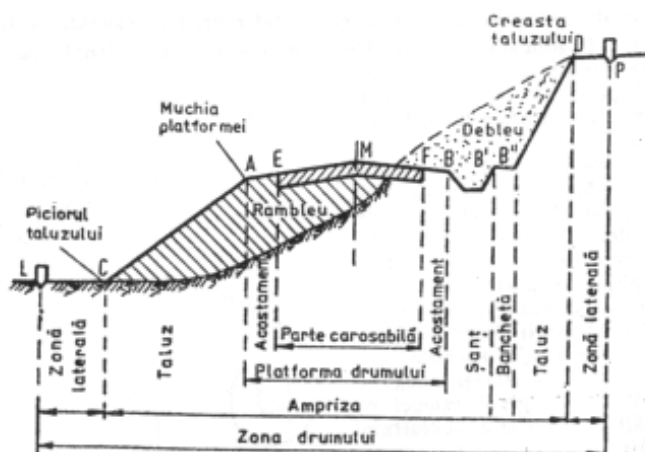 Creasta
taluzului
D
P
Muchia
platformei
Debleu
A
E
M
F
B
B'
B"
Rambleu
Piciorul
taluzului
L
C
Zonă
laterală
Taluz
Acostament
Parte carosabilă
Acostament
Șanț
Banchetă
Taluz
Zonă laterală
Platforma drumului
Ampriza
Zona drumului